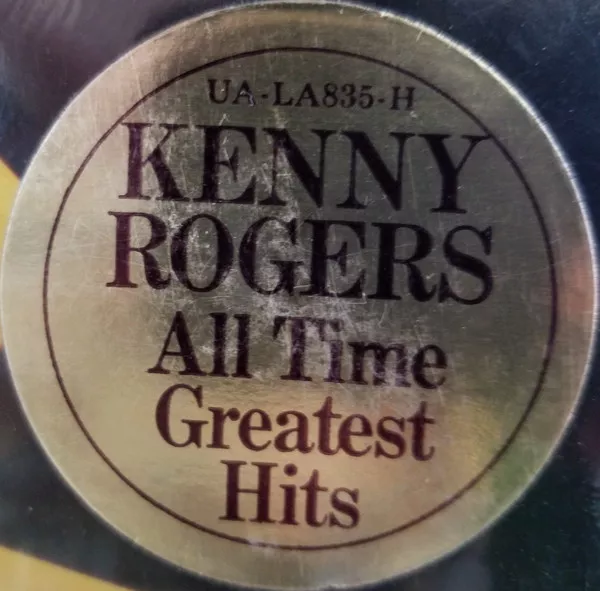 UA-LA835-H
KENNY
ROGERS
All Time
Greatest
Hits